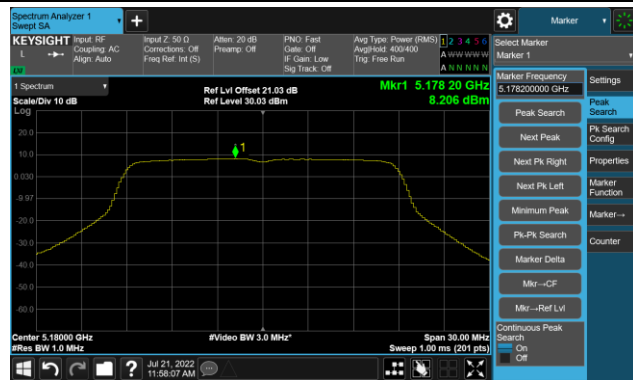 Spectrum Analyzer 1
Swept SA
Marker
KEYSIGHT
L
Input: RF
Coupling: AC
Align: Auto
Input Z: 50 Ω
Corrections: Off
Freq Ref: Int (S)
Atten: 20 dB
Preamp: Off
PNO: Fast
Gate: Off
IF Gain: Low
Sig Track: Off
Avg Type: Power (RMS)
Avg|Hold: 400/400
Trig: Free Run
1 2 3 4 5 6
A W W W W W
A N N N N N
Select Marker
Marker 1
1 Spectrum
Scale/Div 10 dB
Log
Ref Lvl Offset 21.03 dB
Ref Level 30.03 dBm
Mkr1 5.178 20 GHz
8.206 dBm
20.0
10.0
0.030
-9.97
-20.0
-30.0
-40.0
-50.0
-60.0
1
Center 5.18000 GHz
#Res BW 1.0 MHz
#Video BW 3.0 MHz*
Span 30.00 MHz
Sweep 1.00 ms (201 pts)
Marker Frequency
5.178200000 GHz
Peak Search
Next Peak
Next Pk Right
Next Pk Left
Minimum Peak
Pk-Pk Search
Marker Delta
Mkr→CF
Mkr→Ref Lvl
Continuous Peak
Search
On
Off
Settings
Peak
Search
Pk Search
Config
Properties
Marker
Function
Marker→
Counter
?
Jul 21, 2022
11:58:07 AM